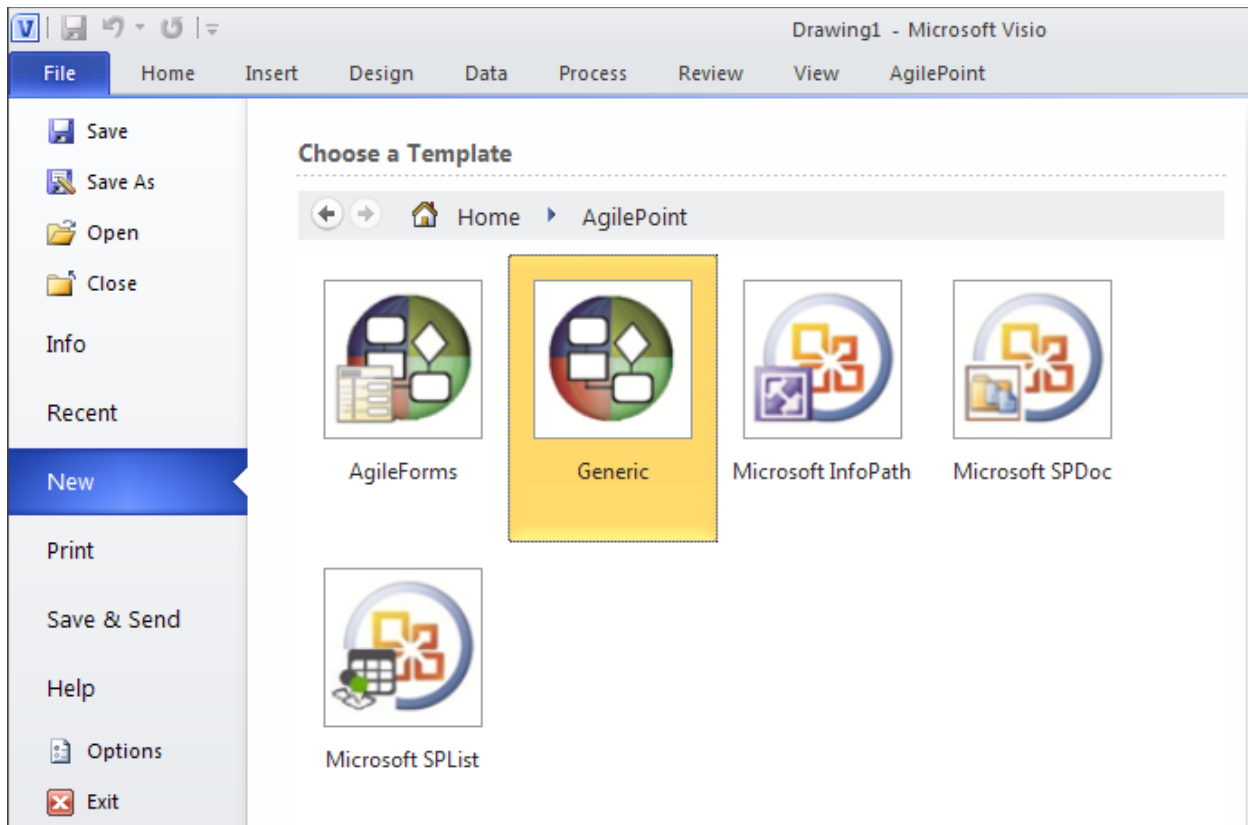 Drawing1 - Microsoft Visio
File Home Insert Design Data Process Review View AgilePoint
Save
Save As
Open
Close
Info
Recent
New
Print
Save & Send
Help
Options
Exit
Choose a Template
Home AgilePoint
AgileForms Generic Microsoft InfoPath Microsoft SPDoc
Microsoft SPList